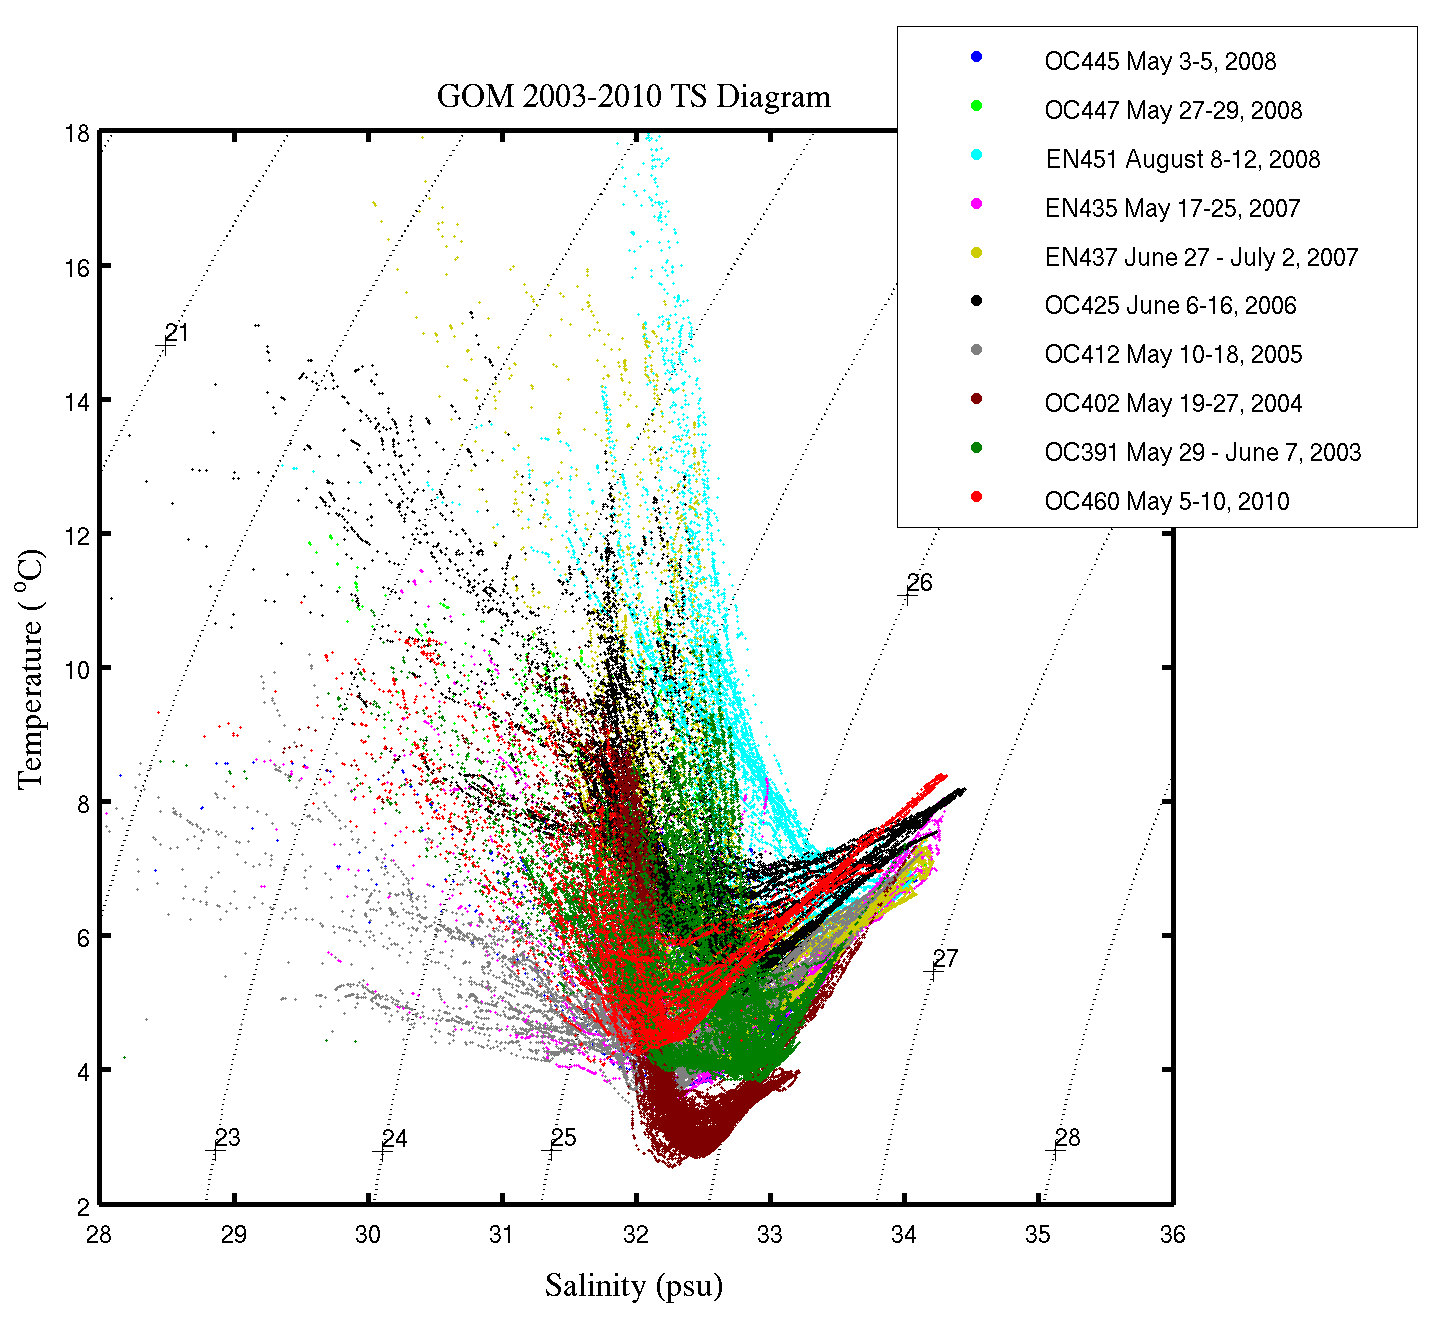 OC445 May 3-5, 2008
OC447 May 27-29, 2008
EN451 August 8-12, 2008
EN435 May 17-25, 2007
EN437 June 27 - July 2, 2007
OC425 June 6-16, 2006
OC412 May 10-18, 2005
OC402 May 19-27, 2004
OC391 May 29 - June 7, 2003
OC460 May 5-10, 2010
GOM 2003-2010 TS Diagram
18
16
14
12
10
8
6
4
2
Temperature ( °C)
21
26
27
23
24
25
28
28
29
30
31
32
33
34
35
36
Salinity (psu)